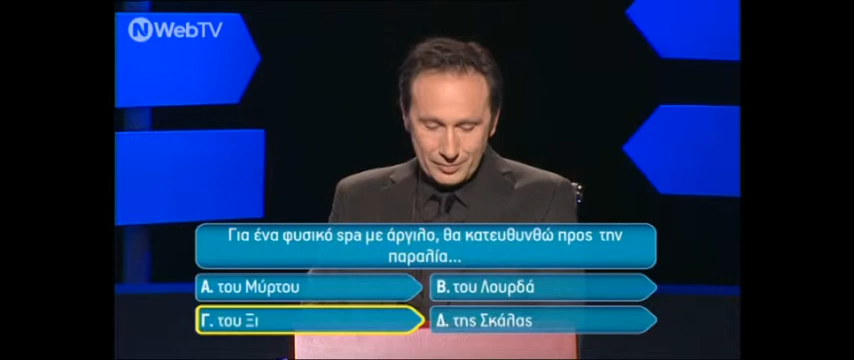 N WebTV
Για ένα φυσικό spa με άργιλο, θα κατευθυνθώ προς την
παραλία...
Α. του Μύρτου
Β. του Λουρδά
Γ. του Ξι
Δ. της Σκάλας